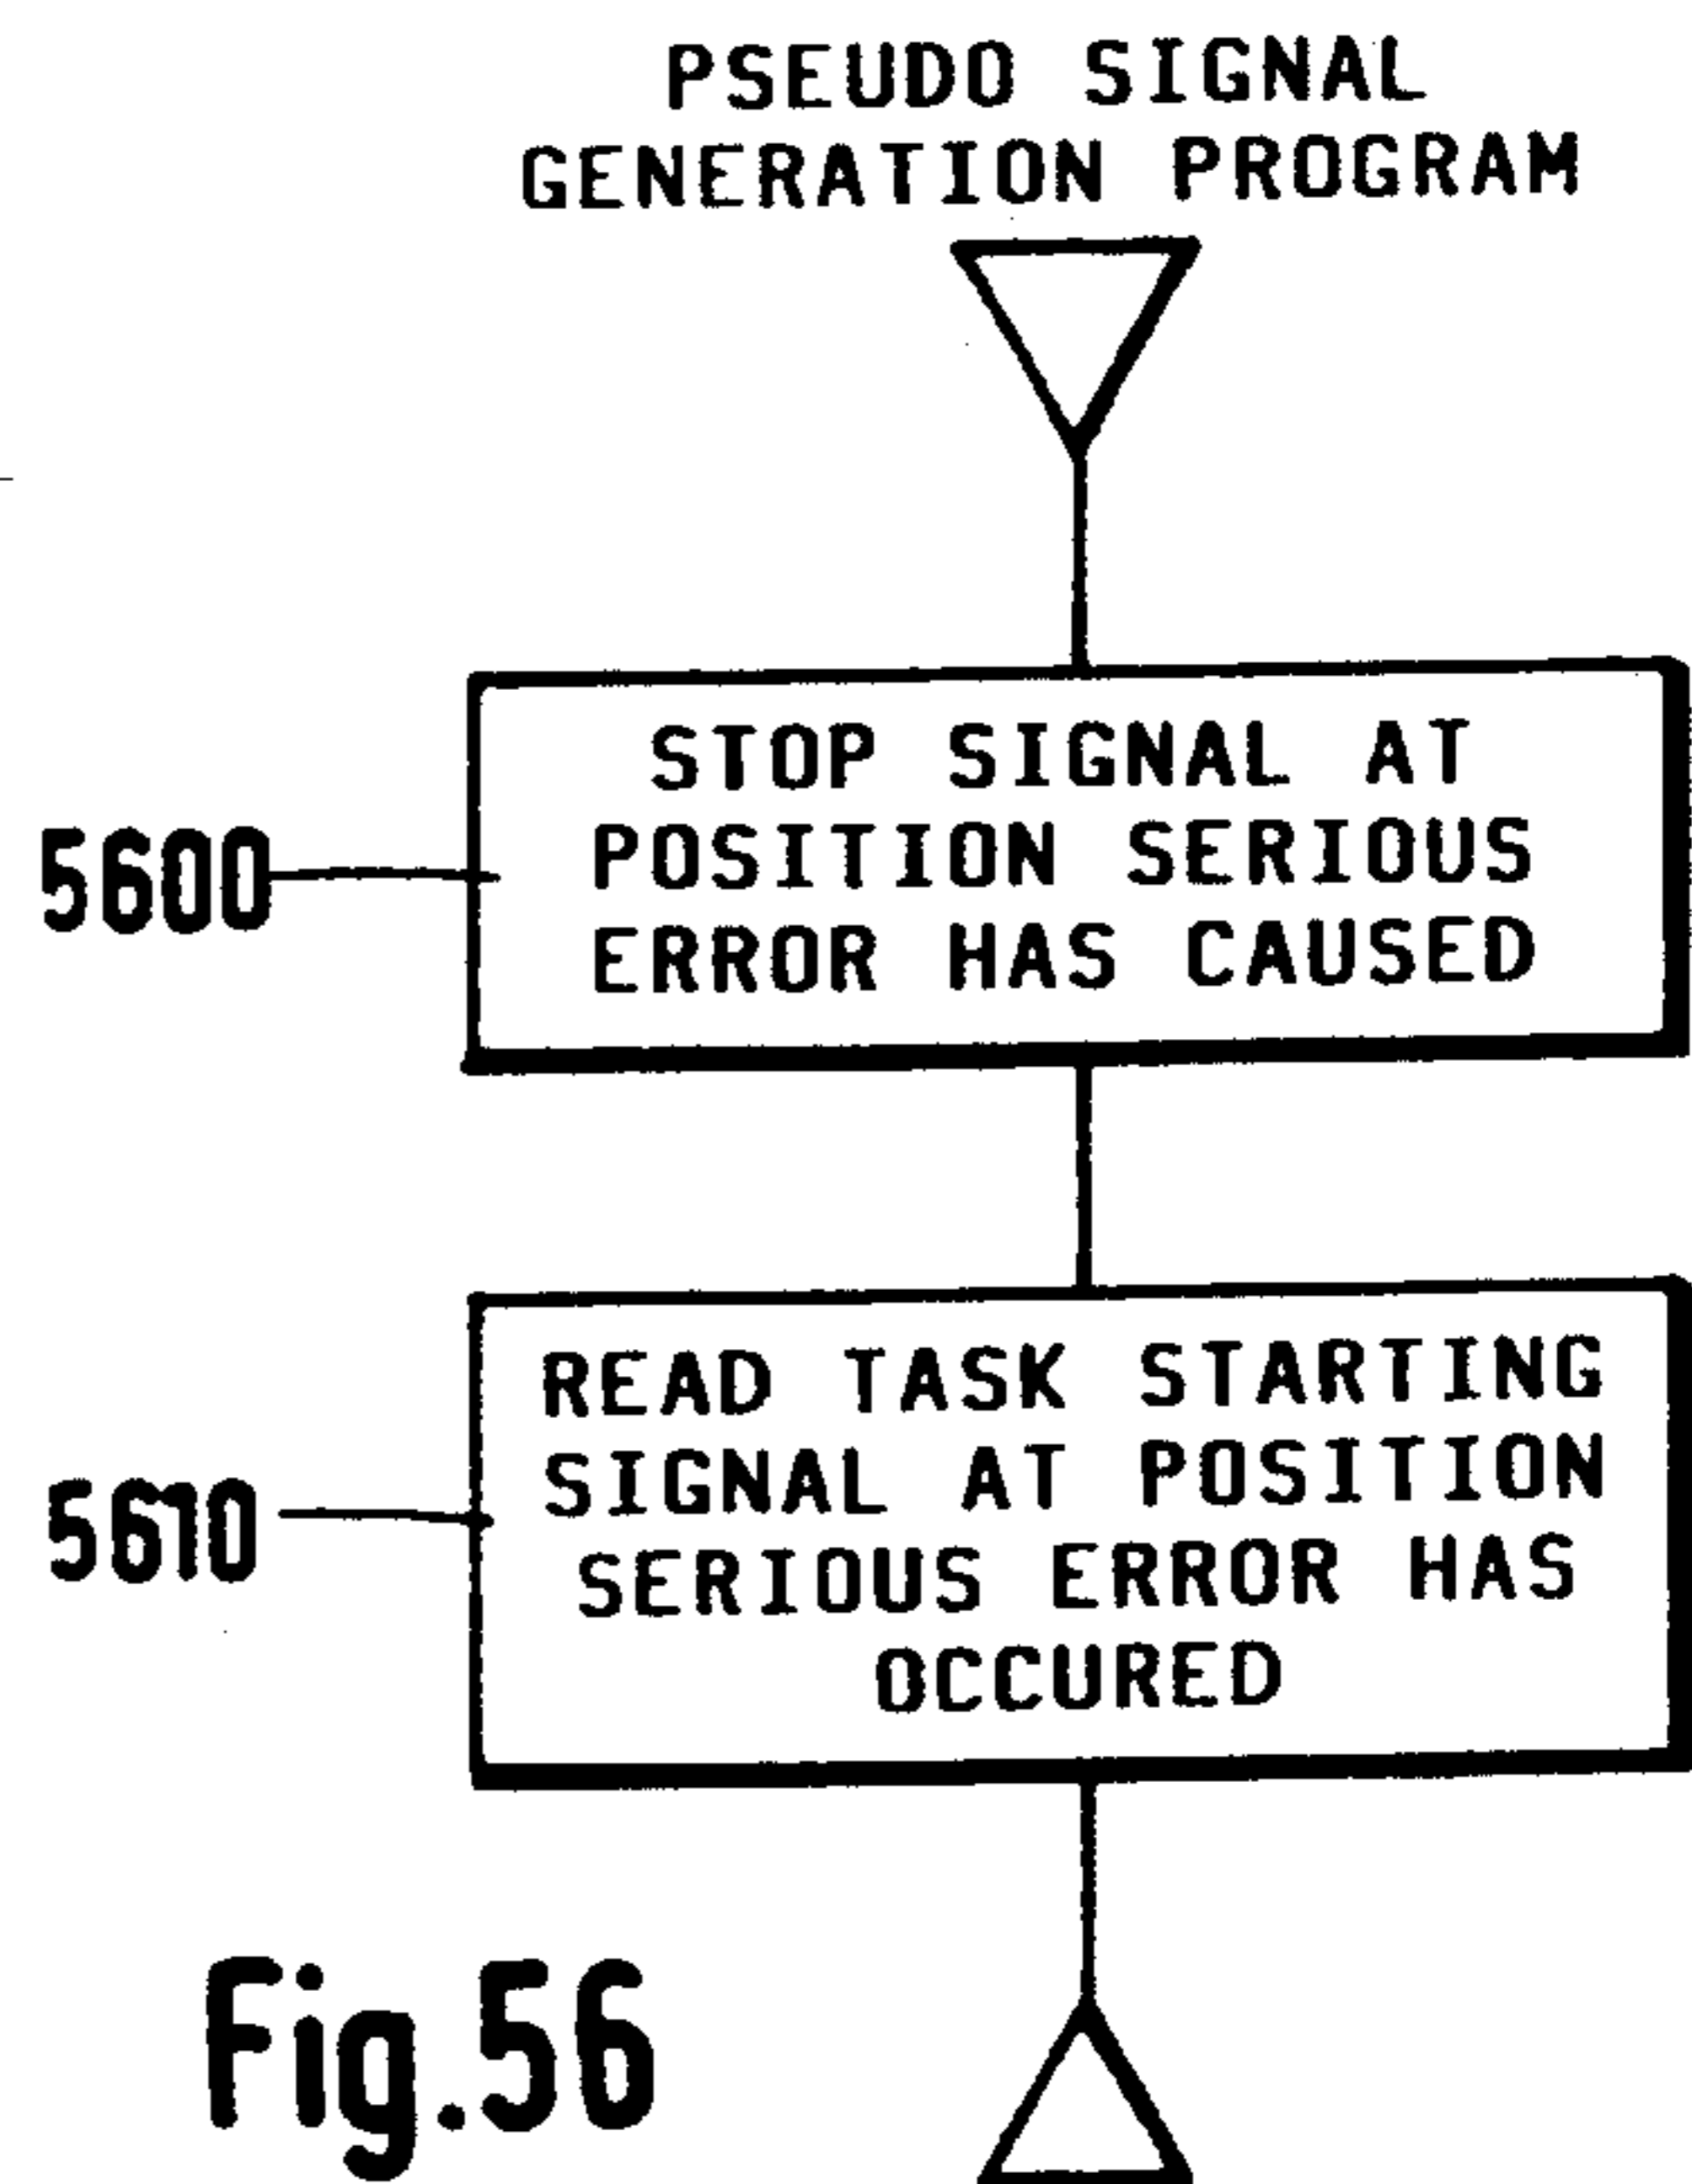 PSEUDO SIGNAL
GENERATION PROGRAM
5600
STOP SIGNAL AT
POSITION SERIOUS
ERROR HAS CAUSED
5610
READ TASK STARTING
SIGNAL AT POSITION
SERIOUS ERROR HAS
OCCURED
Fig.56